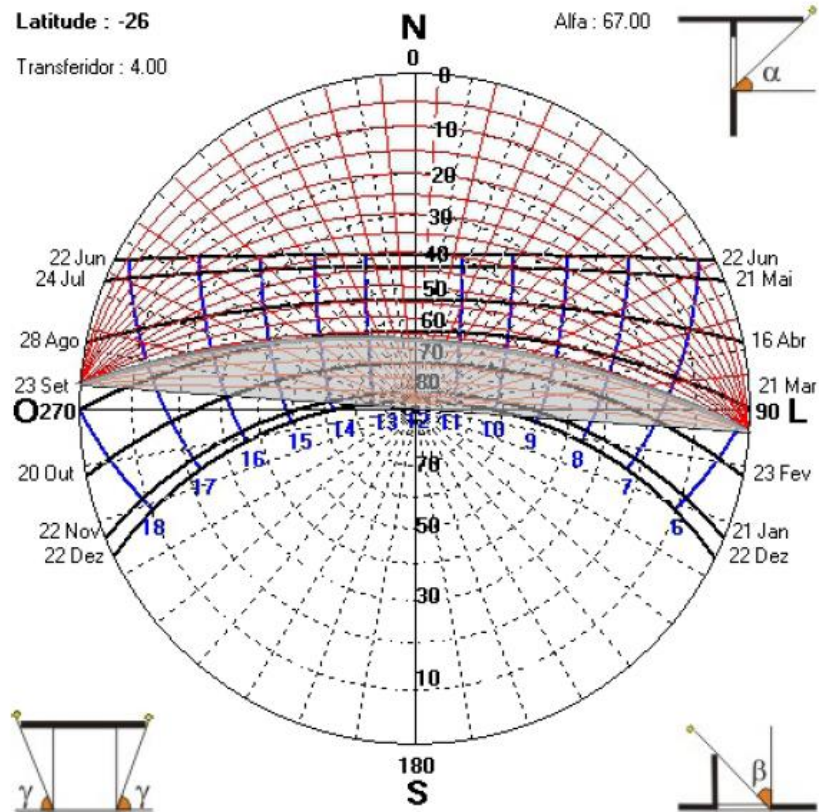 Latitude : -26
Alfa : 67.00
Transferidor : 4.00
N
0
0
10
20
30
40
50
60
70
80
22 Jun
22 Jun
24 Jul
21 Mai
28 Ago
16 Abr
23 Set
21 Mar
O 270
90 L
18 17 16 15 14 13 12 11 10 9 8 7 6
20 Out
23 Fev
22 Nov
21 Jan
22 Dez
22 Dez
70
50
30
10
180
S
α
γ γ
β